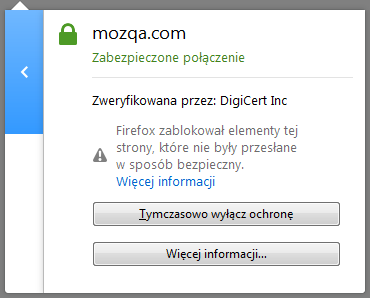 mozqa.com
Zabezpieczone połączenie
Zweryfikowana przez: DigiCert Inc
Firefox zablokował elementy tej
strony, które nie były przesłane
w sposób bezpieczny.
Więcej informacji
Tymczasowo wyłącz ochronę
Więcej informacji...